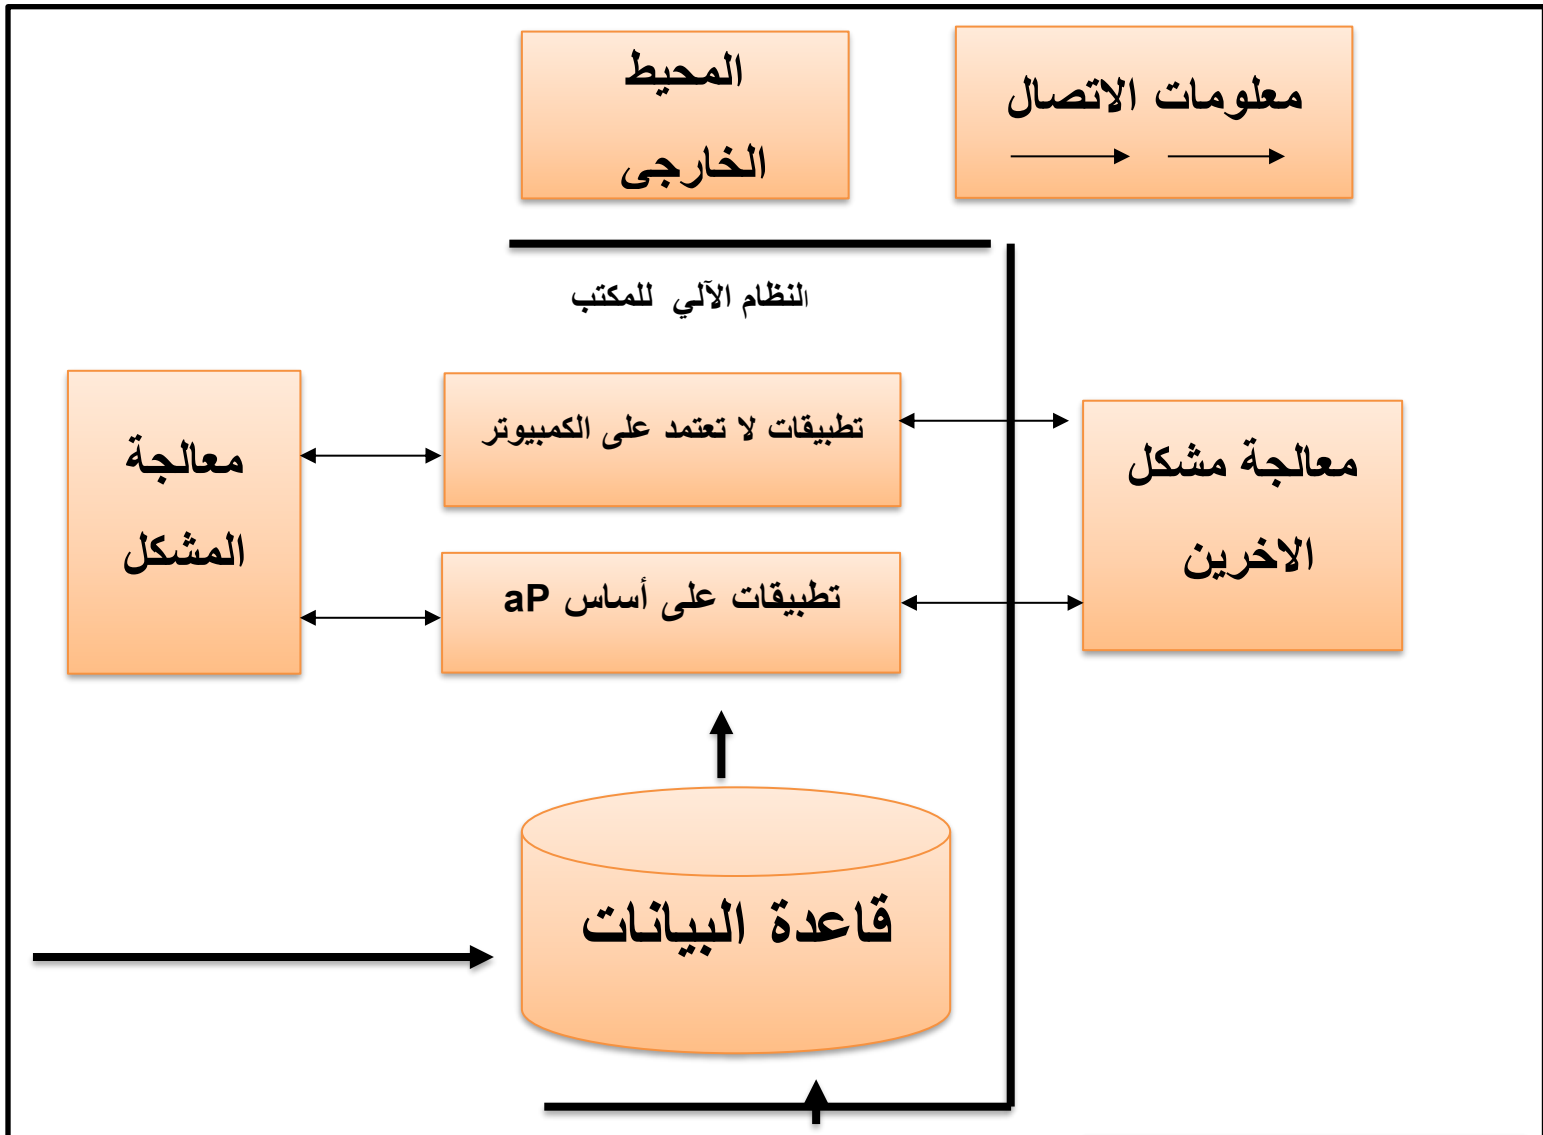 معلومات الاتصال
المحيط
الخارجى
النظام الآلي للمكتب
معالجة مشكل
الاخرين
تطبيقات لا تعتمد على الكمبيوتر
تطبيقات على أساس aP
معالجة
المشكل
قاعدة البيانات